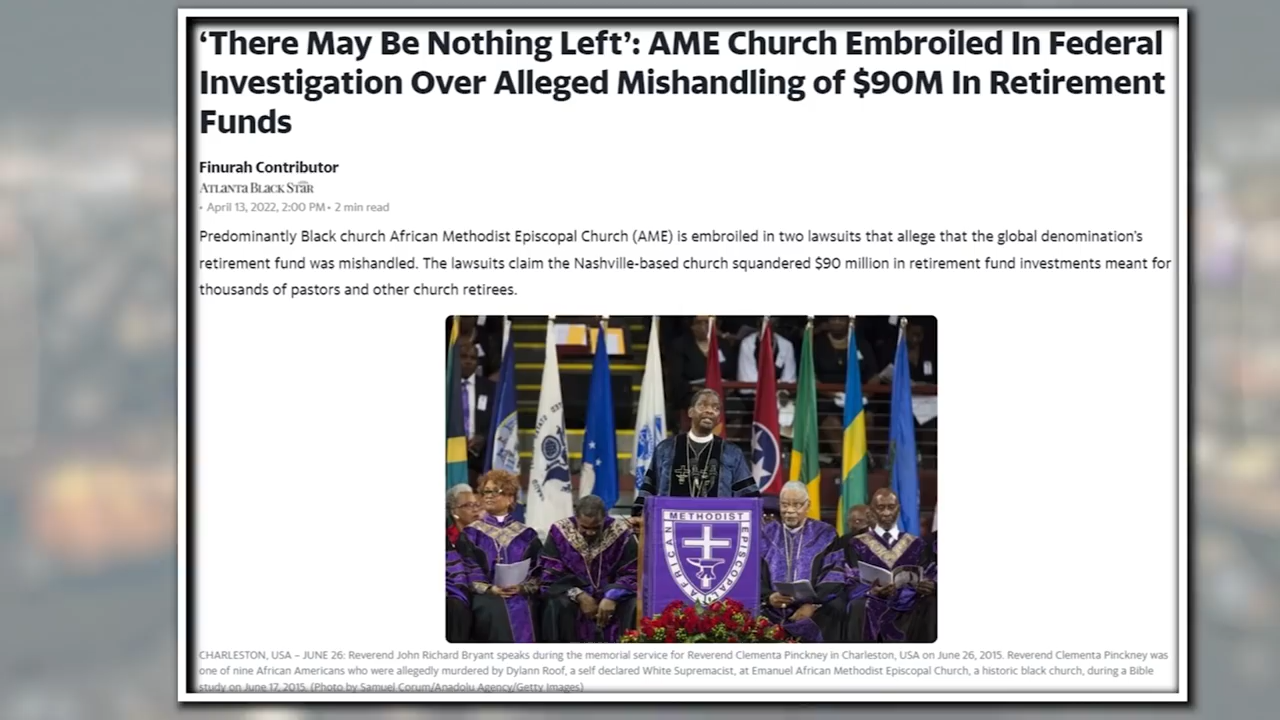 ‘There May Be Nothing Left’: AME Church Embroiled In Federal
Investigation Over Alleged Mishandling of $90M In Retirement
Funds
Finurah Contributor
ATLANTA BLACK STAR
• April 13, 2022, 2:00 PM • 2 min read
Predominantly Black church African Methodist Episcopal Church (AME) is embroiled in two lawsuits that allege that the global denomination's
retirement fund was mishandled. The lawsuits claim the Nashville-based church squandered $90 million in retirement fund investments meant for
thousands of pastors and other church retirees.
AFRICAN METHODIST EPISCOPAL
CHARLESTON, USA – JUNE 26: Reverend John Richard Bryant speaks during the memorial service for Reverend Clementa Pinckney in Charleston, USA on June 26, 2015. Reverend Clementa Pinckney was
one of nine African Americans who were allegedly murdered by Dylann Roof, a self declared White Supremacist, at Emanuel African Methodist Episcopal Church, a historic black church, during a Bible
study on June 17, 2015. (Photo by Samuel Corum/Anadolu Agency/Getty Images)